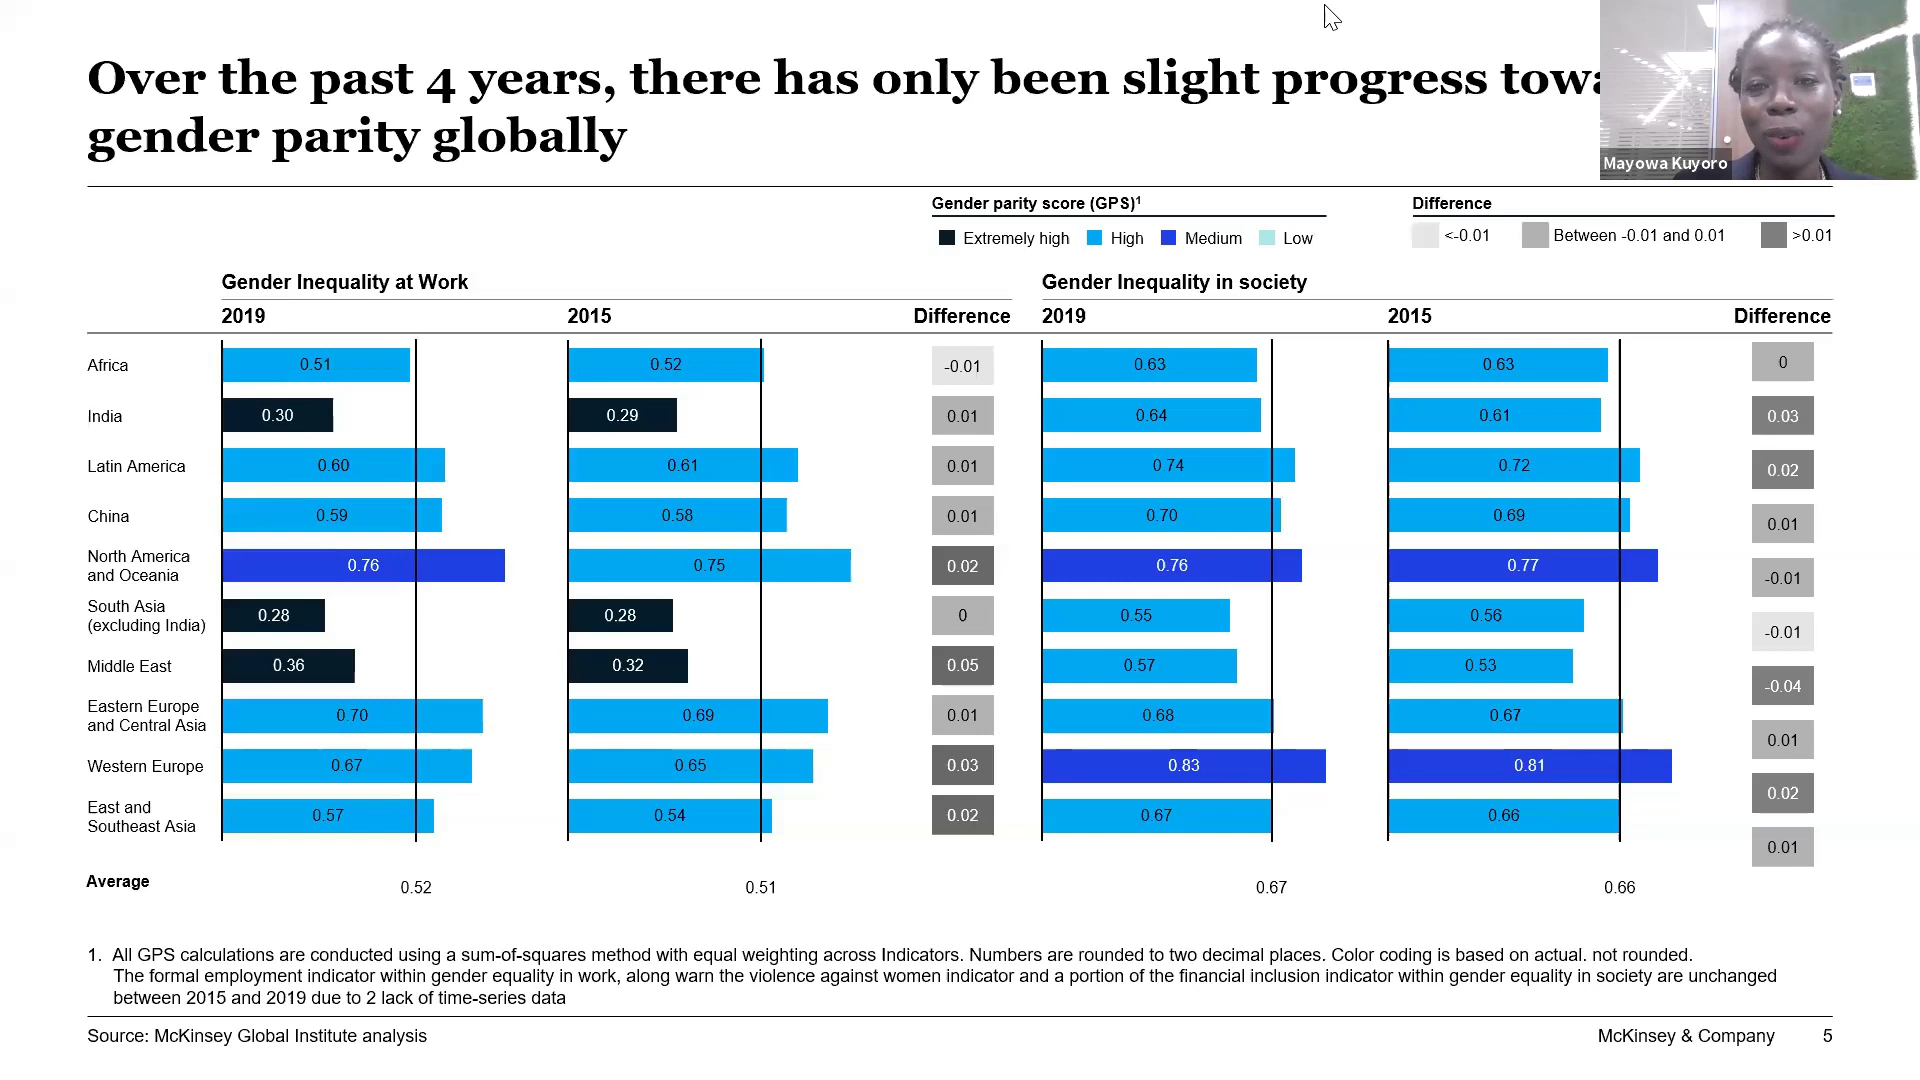 Over the past 4 years, there has only been slight progress
gender parity globally
Mayowa Kuyoro
Gender parity score (GPS)¹
Extremely high High Medium Low
Difference
<-0.01 Between -0.01 and 0.01 >0.01
Gender Inequality at Work
2019 2015 Difference
Gender Inequality in society
2019 2015 Difference
Africa 0.51 0.52 -0.01 0.63 0.63 0
India 0.30 0.29 0.01 0.64 0.61 0.03
Latin America 0.60 0.61 0.01 0.74 0.72 0.02
China 0.59 0.58 0.01 0.70 0.69 0.01
North America
and Oceania 0.76 0.75 0.02 0.76 0.77 -0.01
South Asia
(excluding India) 0.28 0.28 0 0.55 0.56 -0.01
Middle East 0.36 0.32 0.05 0.57 0.53 -0.04
Eastern Europe
and Central Asia 0.70 0.69 0.01 0.68 0.67 0.01
Western Europe 0.67 0.65 0.03 0.83 0.81 0.02
East and
Southeast Asia 0.57 0.54 0.02 0.67 0.66 0.01
Average 0.52 0.51 0.67 0.66
1. All GPS calculations are conducted using a sum-of-squares method with equal weighting across Indicators. Numbers are rounded to two decimal places. Color coding is based on actual. not rounded.
The formal employment indicator within gender equality in work, along warn the violence against women indicator and a portion of the financial inclusion indicator within gender equality in society are unchanged
between 2015 and 2019 due to 2 lack of time-series data
Source: McKinsey Global Institute analysis
McKinsey & Company 5